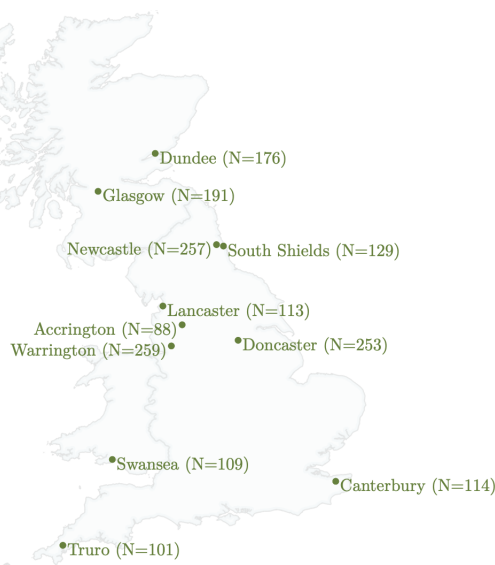 Dundee (N=176)
Glasgow (N=191)
Newcastle (N=257)
South Shields (N=129)
Lancaster (N=113)
Accrington (N=88)
Doncaster (N=253)
Warrington (N=259)
Swansea (N=109)
Canterbury (N=114)
Truro (N=101)